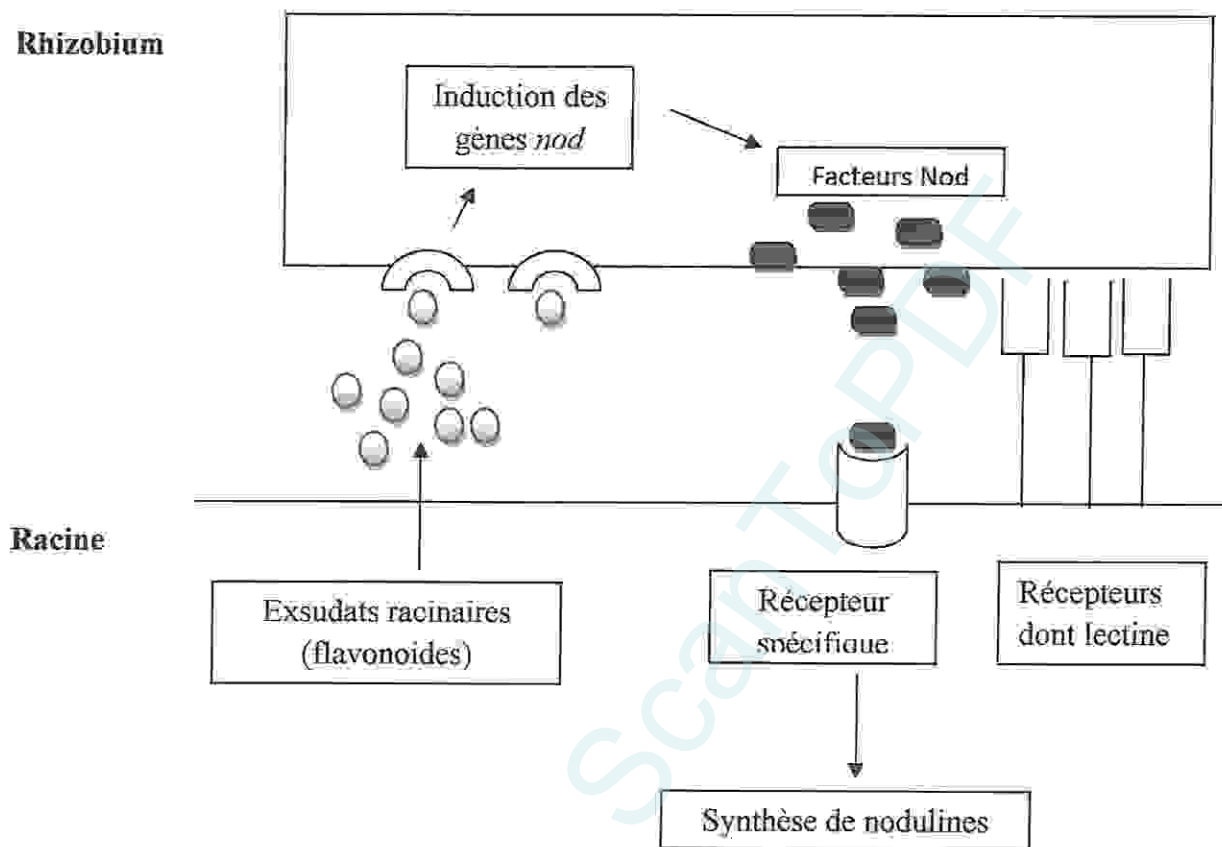 Rhizobium
Induction des
gènes nod
Facteurs Nod
Racine
Exsudats racinaires
(flavonoides)
Récepteur
spécifique
Récepteurs
dont lectine
Synthèse de nodulines
ScanToPDF